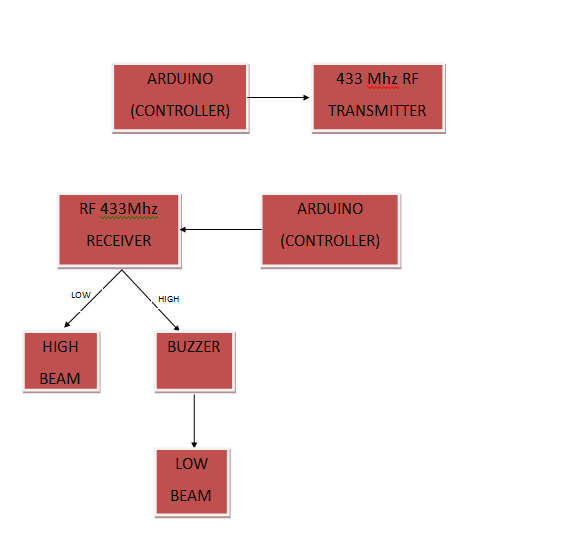 ARDUINO
(CONTROLLER)
433 Mhz RF
TRANSMITTER
RF 433Mhz
RECEIVER
ARDUINO
(CONTROLLER)
LOW
HIGH
HIGH
BEAM
BUZZER
LOW
BEAM